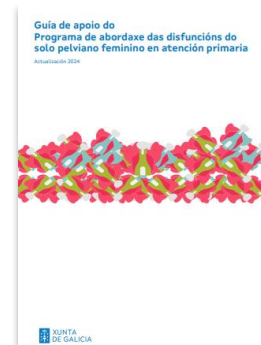 Guía de apoio do
Programa de abordaxe das disfuncións do
solo pelviano feminino en atención primaria
Actualización 2024
XUNTA
DE GALICIA